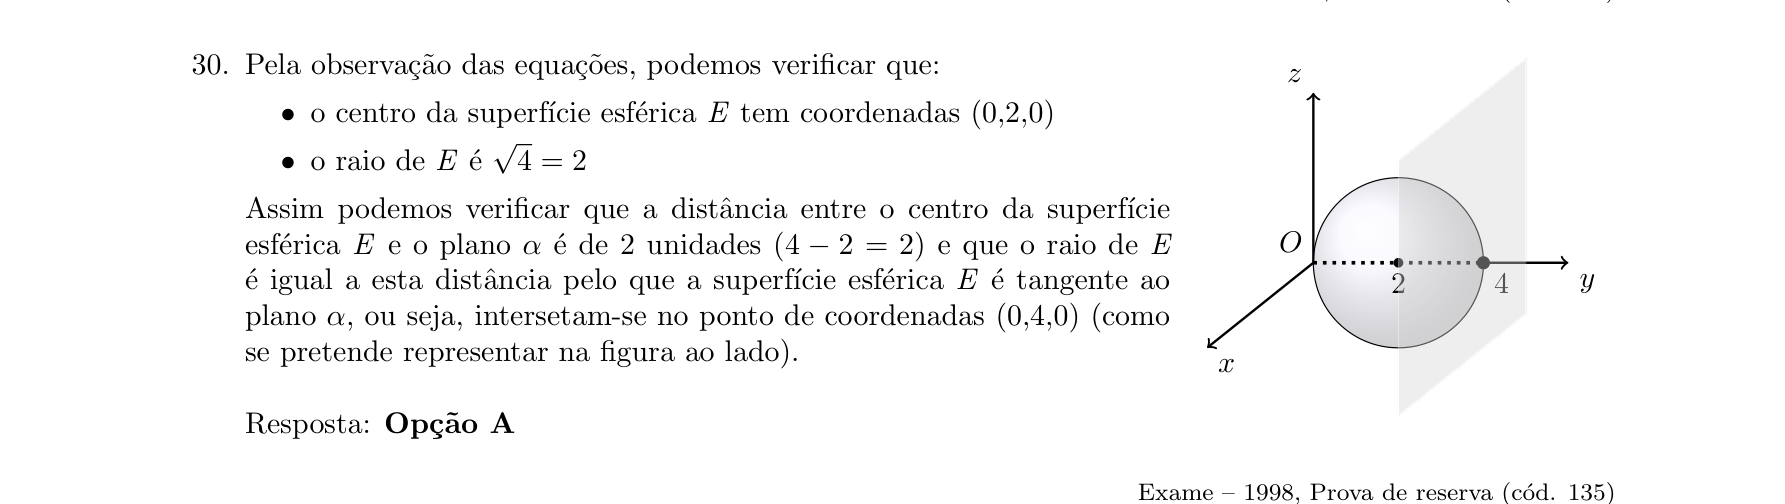 30. Pela observação das equações, podemos verificar que:
• o centro da superfície esférica E tem coordenadas (0,2,0)
• o raio de E é √4 = 2
Assim podemos verificar que a distância entre o centro da superfície
esférica E e o plano α é de 2 unidades (4 − 2 = 2) e que o raio de E
é igual a esta distância pelo que a superfície esférica E é tangente ao
plano α, ou seja, intersetam-se no ponto de coordenadas (0,4,0) (como
se pretende representar na figura ao lado).
Resposta: Opção A
z
O
2
4
y
x
Exame – 1998, Prova de reserva (cód. 135)